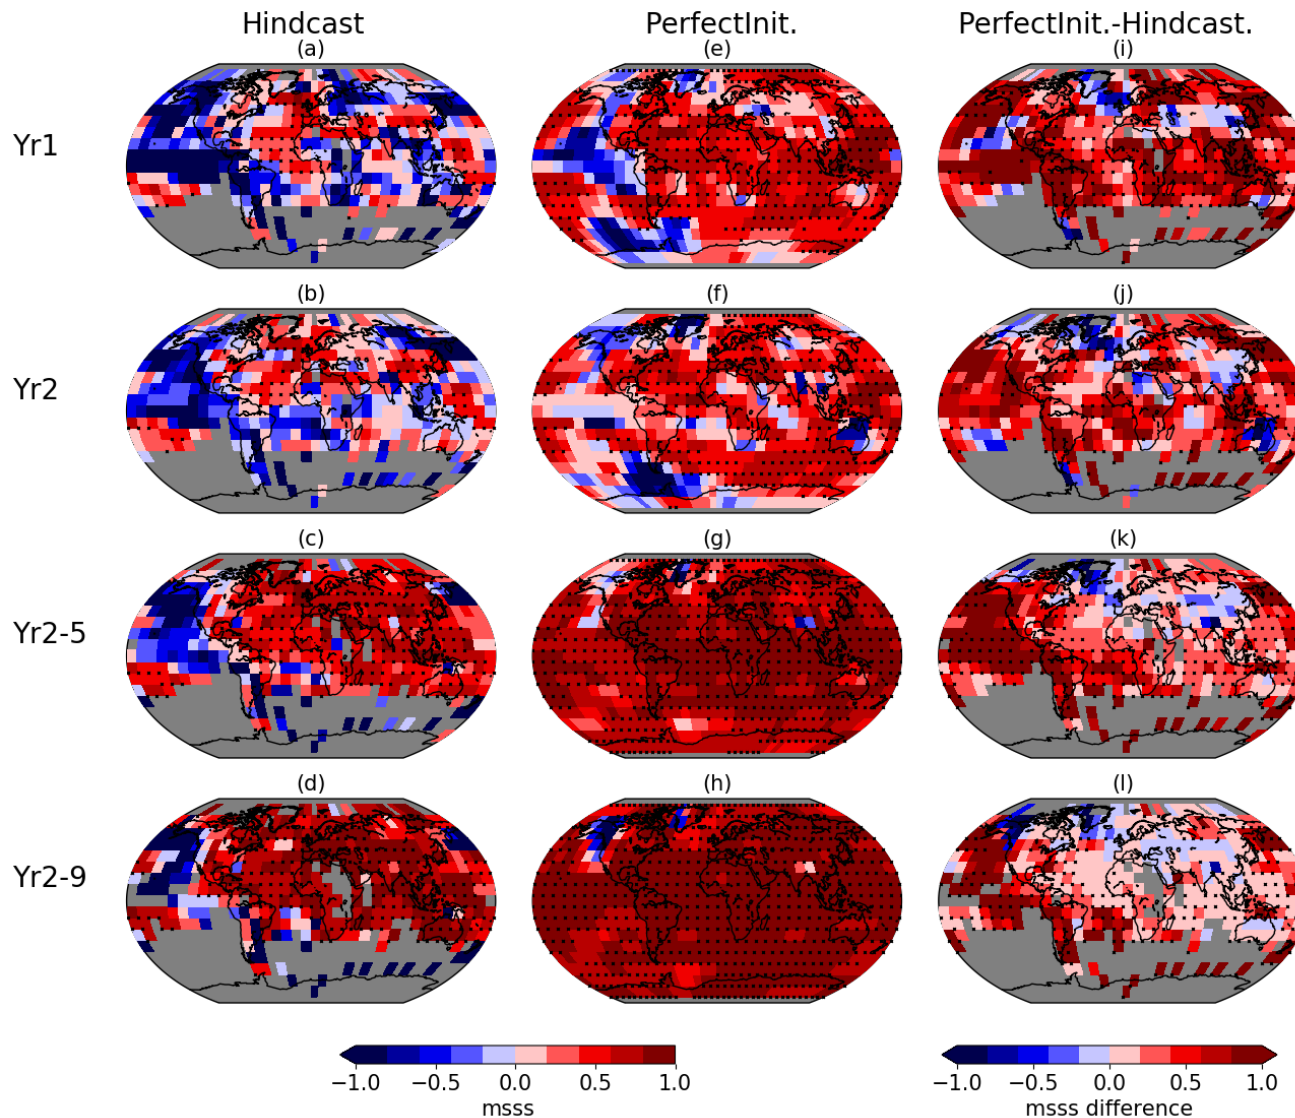 Hindcast PerfectInit. PerfectInit.-Hindcast.
(a) (e) (i)
Yr1
(b) (f) (j)
Yr2
(c) (g) (k)
Yr2-5
(d) (h) (l)
Yr2-9
−1.0 −0.5 0.0 0.5 1.0 −1.0 −0.5 0.0 0.5 1.0
msss msss difference